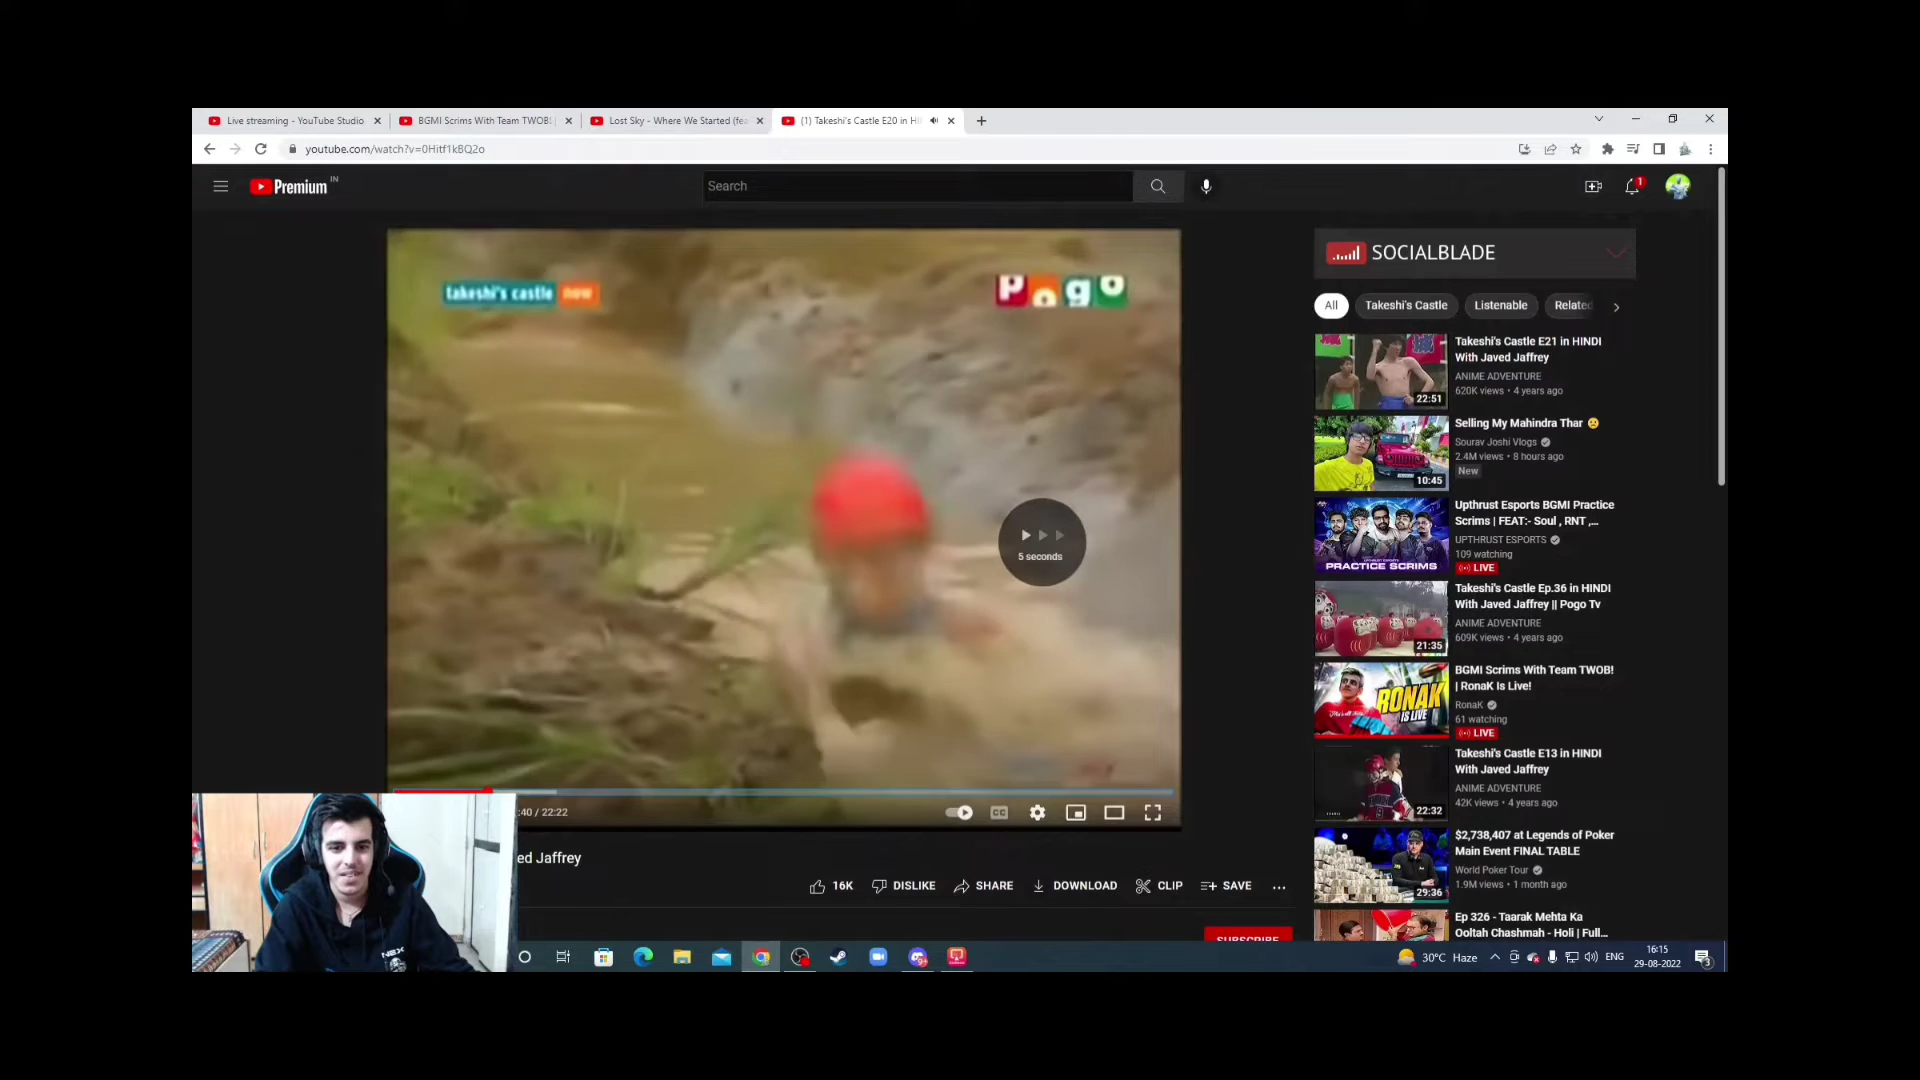 Live streaming - YouTube Studio
BGMI Scrims With Team TWOB! |
Lost Sky - Where We Started (fea
(1) Takeshi's Castle E20 in HI
youtube.com/watch?v=0Hitf1kBQ2o
Premium IN
Search
1
takeshi's castle now
pogo
5 seconds
:40 / 22:22
CC
ed Jaffrey
16K
DISLIKE
SHARE
DOWNLOAD
CLIP
SAVE
SUBSCRIBE
SOCIALBLADE
All
Takeshi's Castle
Listenable
Related
Takeshi's Castle E21 in HINDI
With Javed Jaffrey
ANIME ADVENTURE
620K views • 4 years ago
22:51
Selling My Mahindra Thar
Sourav Joshi Vlogs
2.4M views • 8 hours ago
New
10:45
Upthrust Esports BGMI Practice
Scrims | FEAT:- Soul , RNT ,...
UPTHRUST ESPORTS
109 watching
LIVE
PRACTICE SCRIMS
Takeshi's Castle Ep.36 in HINDI
With Javed Jaffrey || Pogo Tv
ANIME ADVENTURE
609K views • 4 years ago
21:35
BGMI Scrims With Team TWOB!
| RonaK Is Live!
RonaK
61 watching
LIVE
RONAK
IS LIVE
Takeshi's Castle E13 in HINDI
With Javed Jaffrey
ANIME ADVENTURE
42K views • 4 years ago
22:32
$2,738,407 at Legends of Poker
Main Event FINAL TABLE
World Poker Tour
1.9M views • 1 month ago
29:36
Ep 326 - Taarak Mehta Ka
Ooltah Chashmah - Holi | Full...
NEX
30°C Haze
ENG
16:15
29-08-2022
3